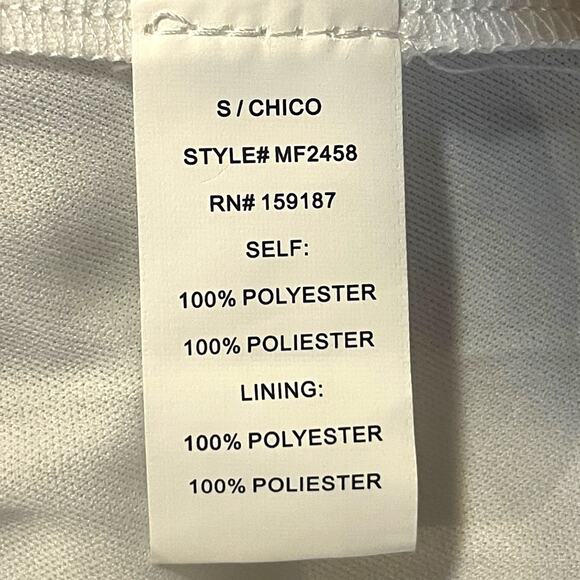 S / CHICO
STYLE# MF2458
RN# 159187
SELF:
100% POLYESTER
100% POLIESTER
LINING:
100% POLYESTER
100% POLIESTER